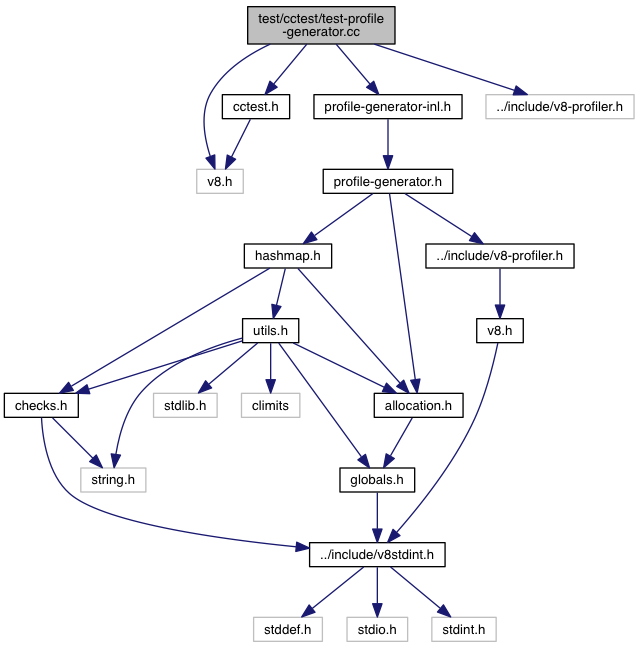 test/cctest/test-profile
-generator.cc
cctest.h
profile-generator-inl.h
../include/v8-profiler.h
v8.h
profile-generator.h
hashmap.h
../include/v8-profiler.h
utils.h
v8.h
checks.h
stdlib.h
climits
allocation.h
string.h
globals.h
../include/v8stdint.h
stddef.h
stdio.h
stdint.h